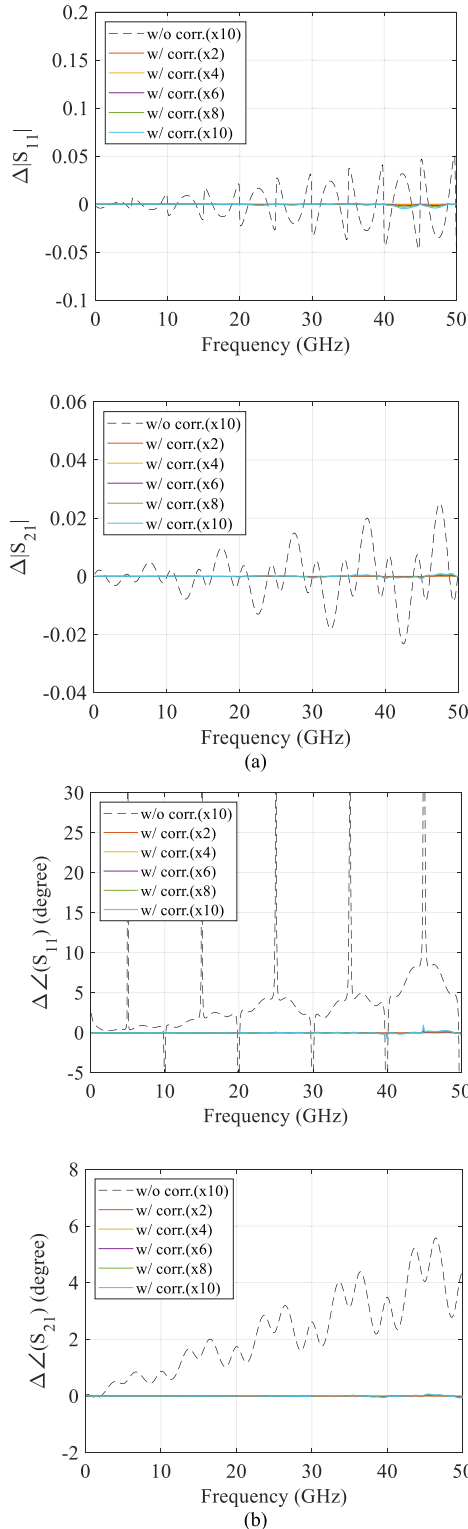 0.2
0.15
0.1
0.05
0
-0.05
-0.1
Δ|S11|
w/o corr.(x10)
w/ corr.(x2)
w/ corr.(x4)
w/ corr.(x6)
w/ corr.(x8)
w/ corr.(x10)
0 10 20 30 40 50
Frequency (GHz)
0.06
0.04
0.02
0
-0.02
-0.04
Δ|S21|
w/o corr.(x10)
w/ corr.(x2)
w/ corr.(x4)
w/ corr.(x6)
w/ corr.(x8)
w/ corr.(x10)
0 10 20 30 40 50
Frequency (GHz)
(a)
30
25
20
15
10
5
0
-5
Δ∠(S11) (degree)
w/o corr.(x10)
w/ corr.(x2)
w/ corr.(x4)
w/ corr.(x6)
w/ corr.(x8)
w/ corr.(x10)
0 10 20 30 40 50
Frequency (GHz)
8
6
4
2
0
-2
Δ∠(S21) (degree)
w/o corr.(x10)
w/ corr.(x2)
w/ corr.(x4)
w/ corr.(x6)
w/ corr.(x8)
w/ corr.(x10)
0 10 20 30 40 50
Frequency (GHz)
(b)